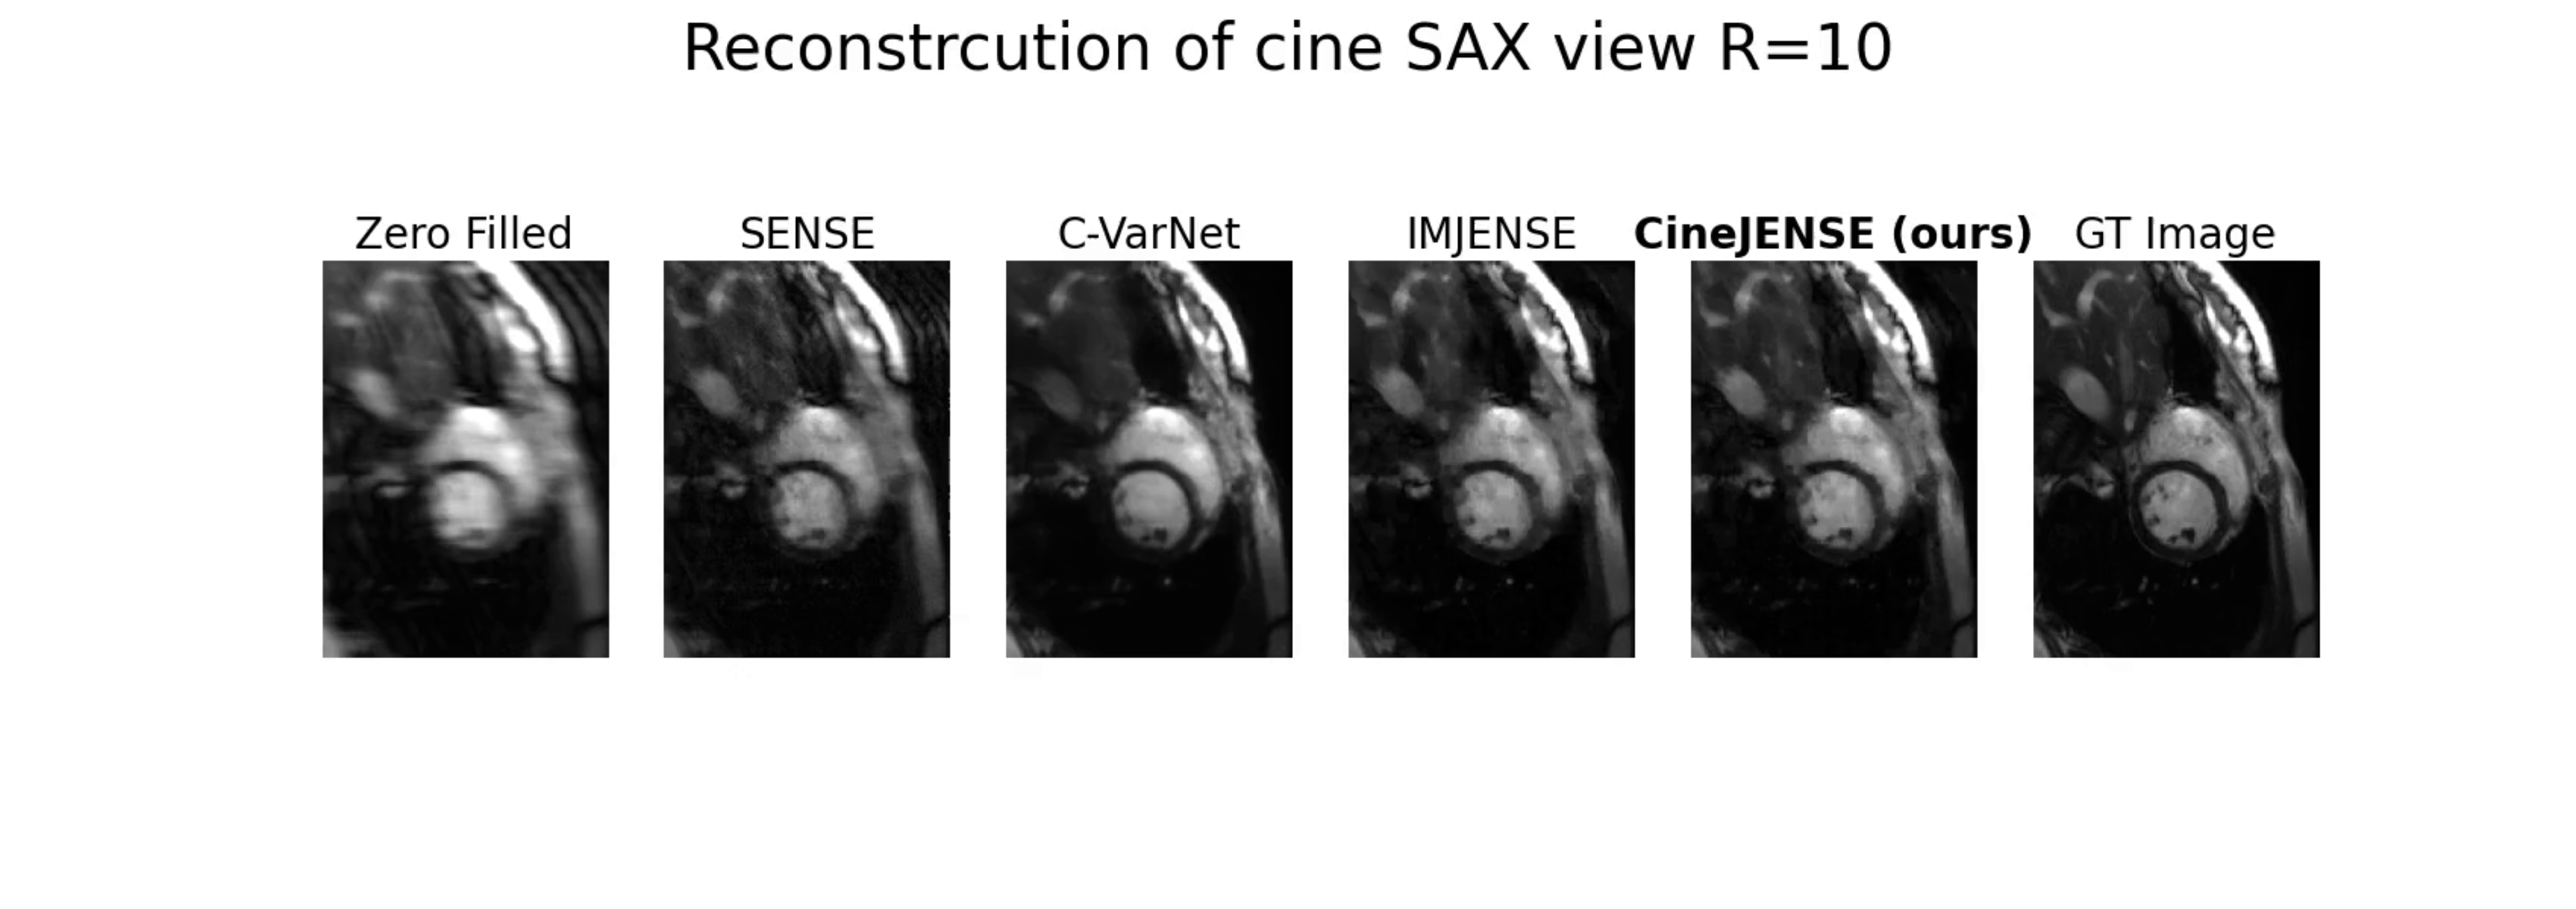 Reconstrcution of cine SAX view R=10
Zero Filled
SENSE
C-VarNet
IMJENSE
CineJENSE (ours)
GT Image